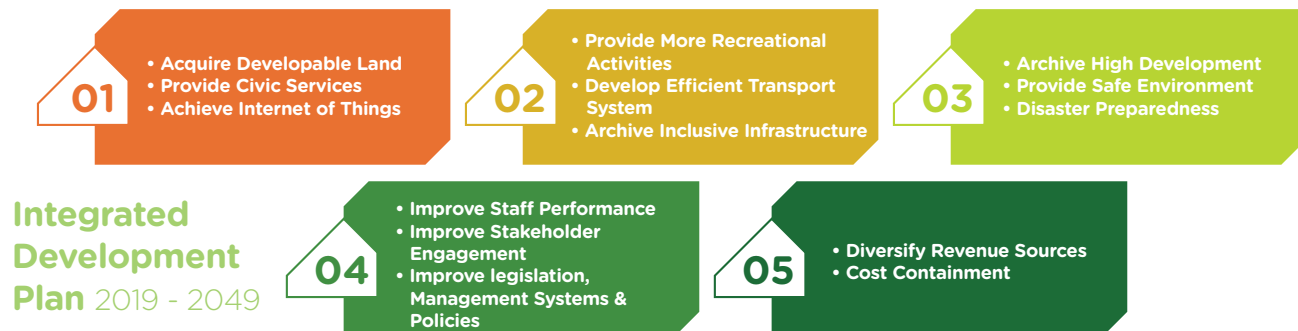 01
• Acquire Developable Land
• Provide Civic Services
• Achieve Internet of Things
02
• Provide More Recreational
Activities
• Develop Efficient Transport
System
• Archive Inclusive Infrastructure
03
• Archive High Development
• Provide Safe Environment
• Disaster Preparedness
Integrated
Development
Plan 2019 - 2049
04
• Improve Staff Performance
• Improve Stakeholder
Engagement
• Improve legislation,
Management Systems &
Policies
05
• Diversify Revenue Sources
• Cost Containment